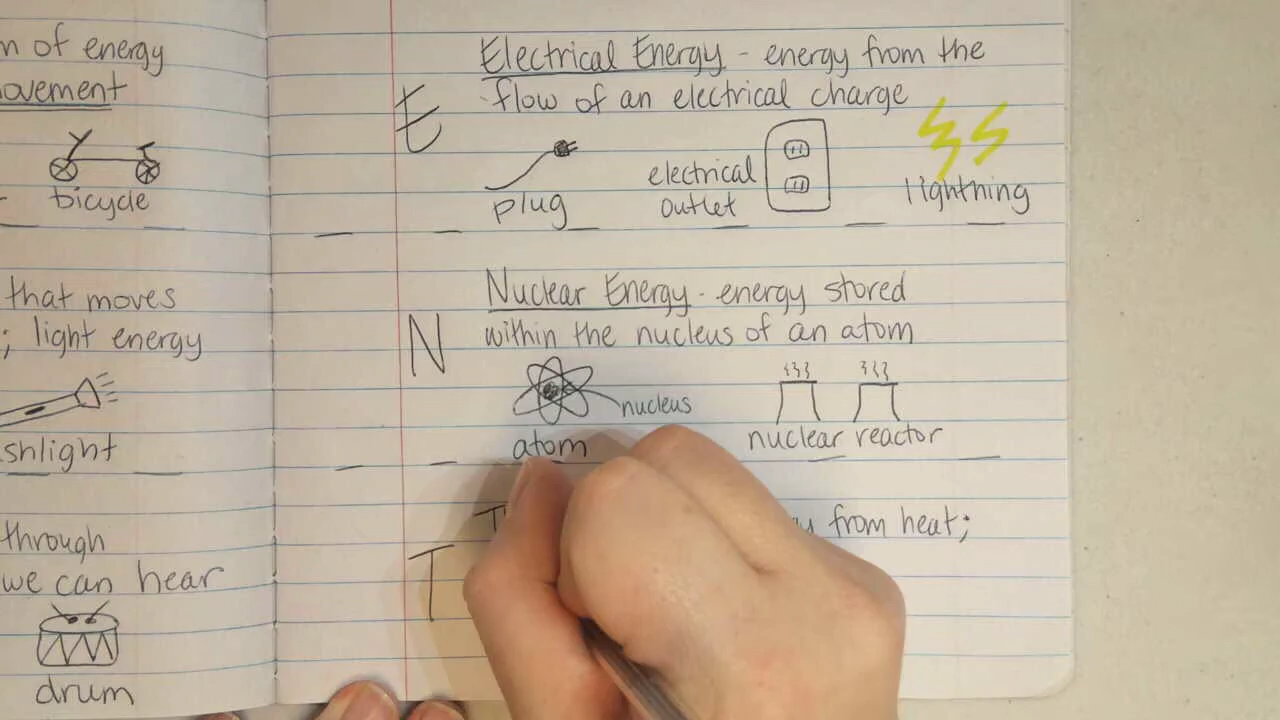 of energy
movement
bicycle
that moves
; light energy
through
we can hear
drum
E
Electrical Energy - energy from the
flow of an electrical charge
plug
electrical
outlet
lightning
N
Nuclear Energy - energy stored
within the nucleus of an atom
nucleus
atom
nuclear reactor
T
from heat;